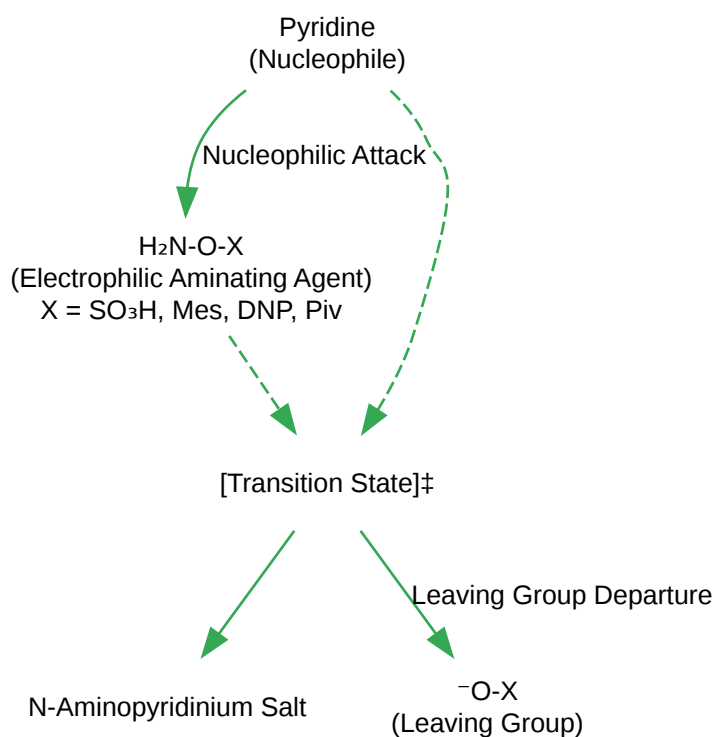 Pyridine
(Nucleophile)
Nucleophilic Attack
H₂N-O-X
(Electrophilic Aminating Agent)
X = SO₃H, Mes, DNP, Piv
[Transition State]‡
Leaving Group Departure
N-Aminopyridinium Salt
⁻O-X
(Leaving Group)